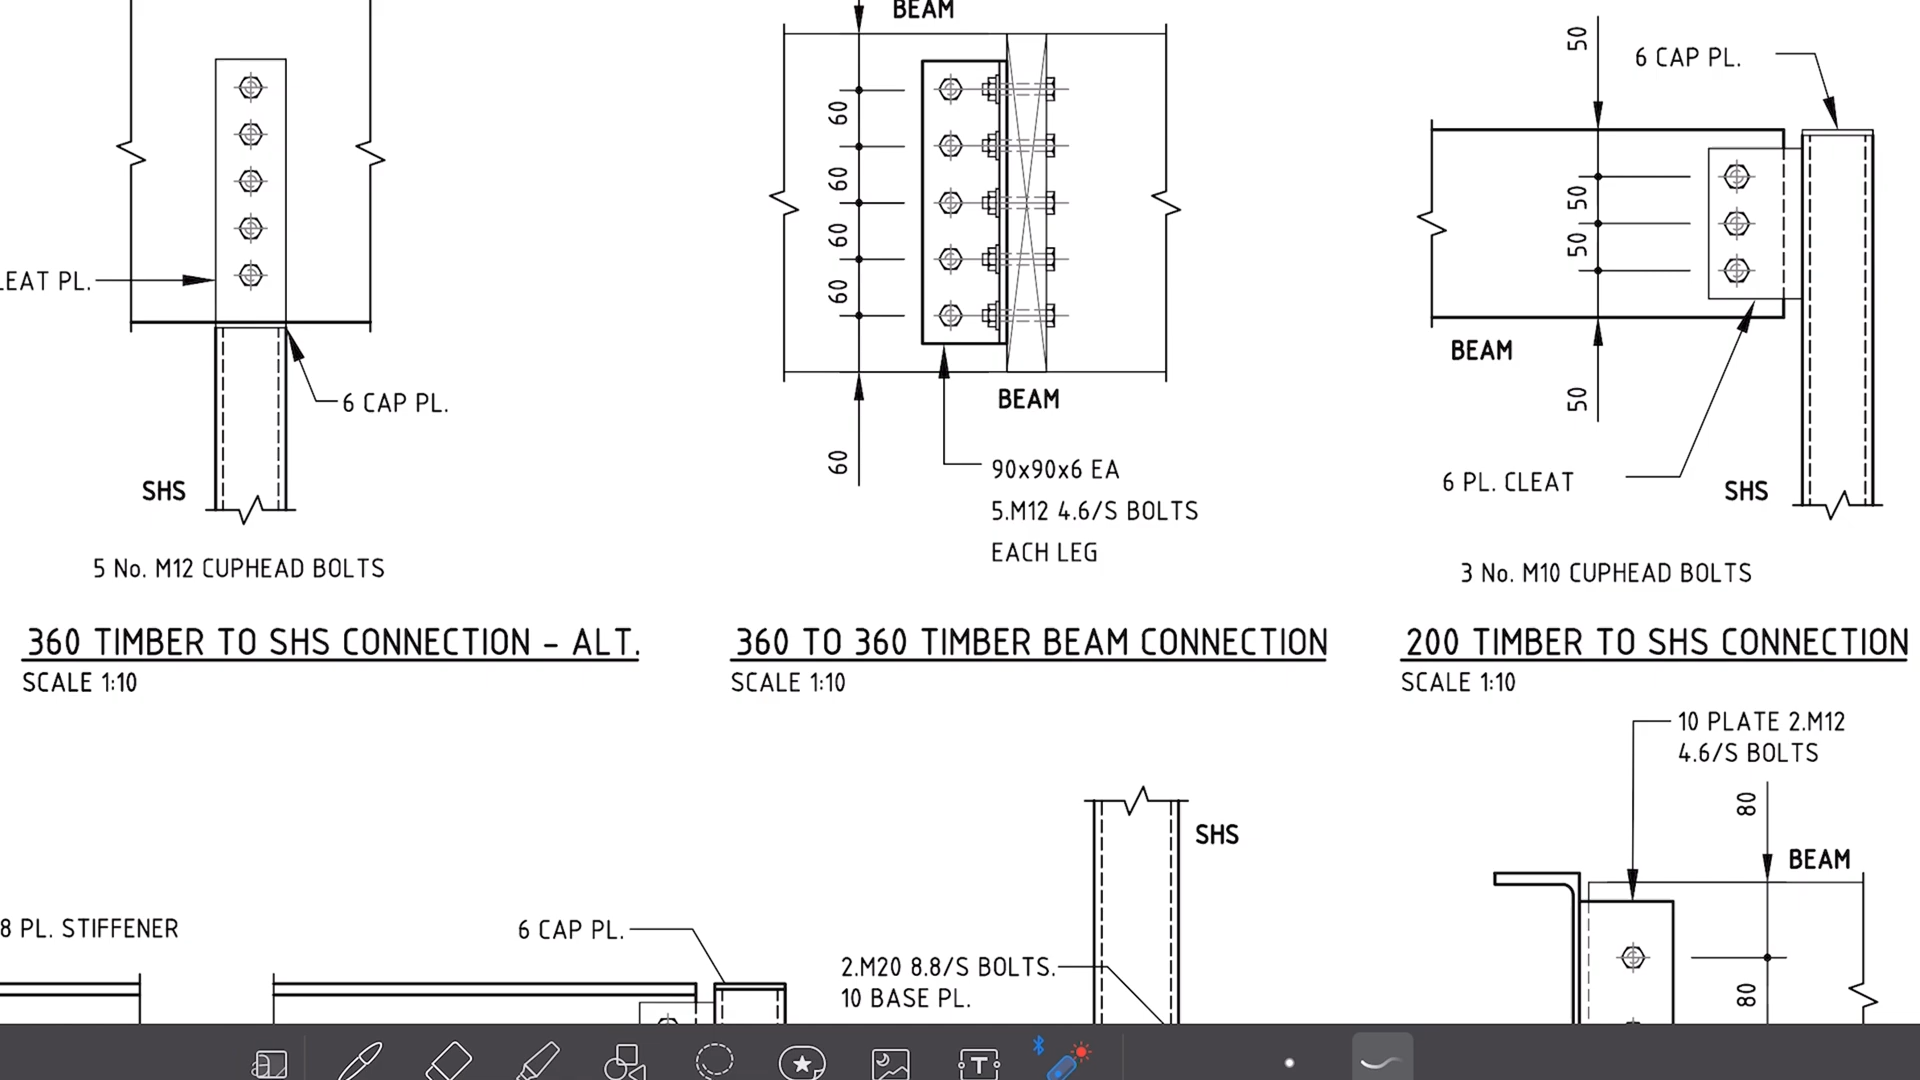 BEAM
60
60
60
60
60
BEAM
90x90x6 EA
5.M12 4.6/S BOLTS
EACH LEG
360 TO 360 TIMBER BEAM CONNECTION
SCALE 1:10
PL.
6 CAP PL.
SHS
5 No. M12 CUPHEAD BOLTS
360 TIMBER TO SHS CONNECTION - ALT.
SCALE 1:10
50
6 CAP PL.
50
50
BEAM
50
6 PL. CLEAT
SHS
3 No. M10 CUPHEAD BOLTS
200 TIMBER TO SHS CONNECTION
SCALE 1:10
10 PLATE 2.M12
4.6/S BOLTS
80
BEAM
80
SHS
8 PL. STIFFENER
6 CAP PL.
2.M20 8.8/S BOLTS.
10 BASE PL.
T